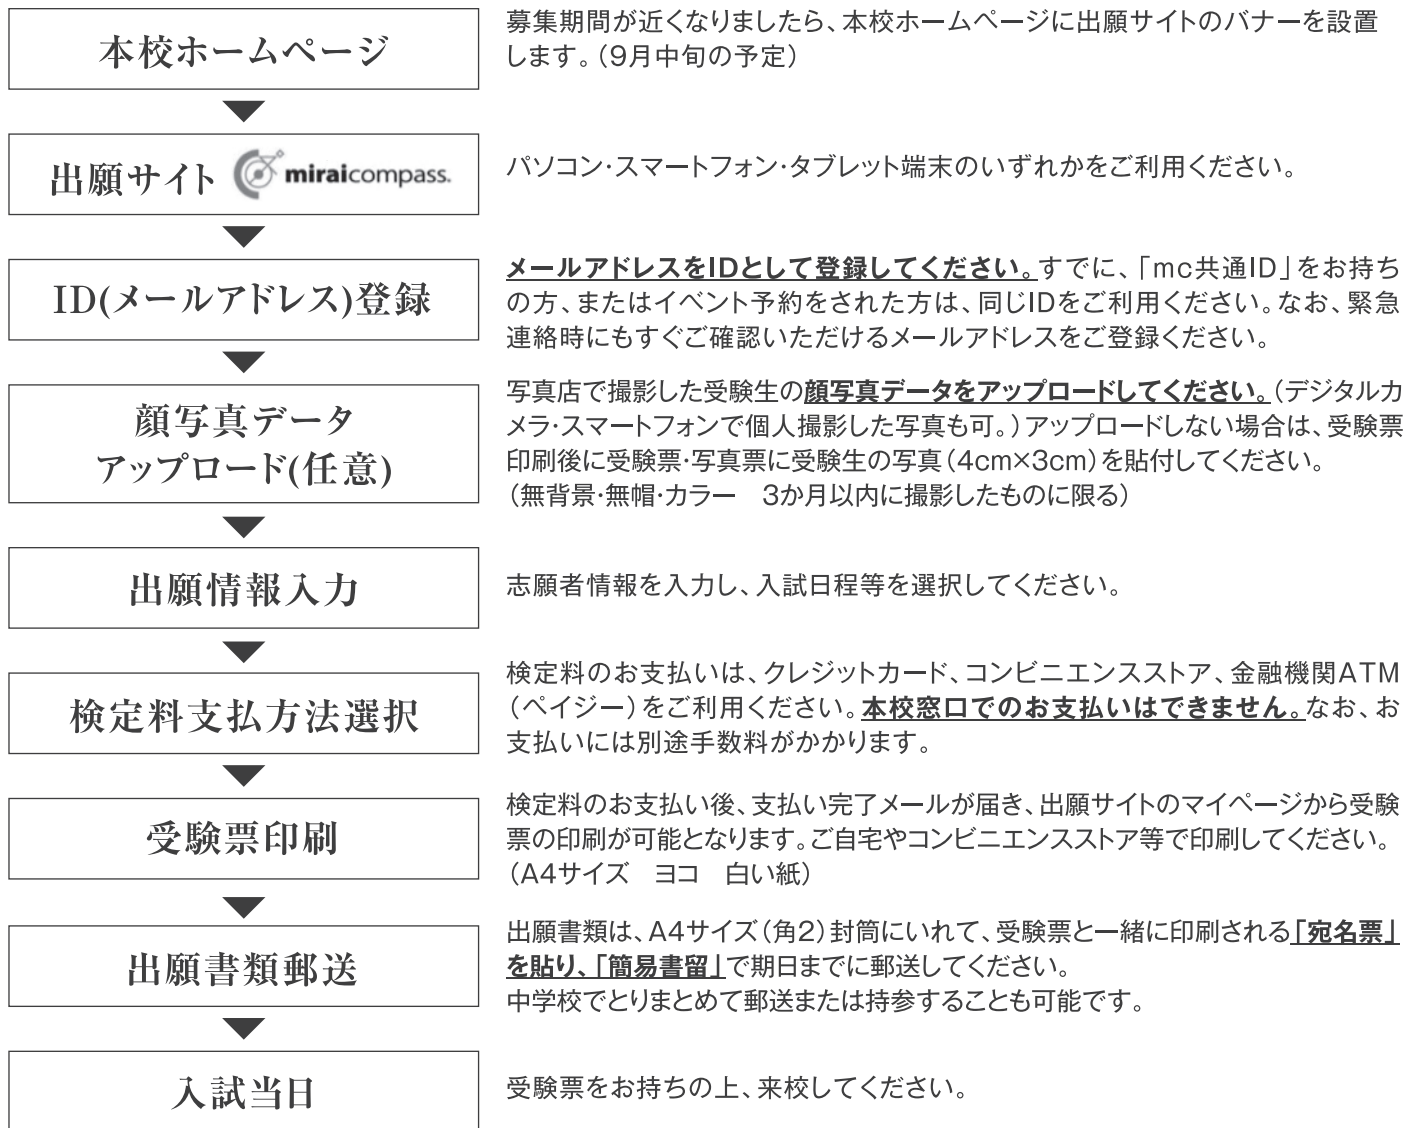 本校ホームページ
募集期間が近くなりましたら、本校ホームページに出願サイトのバナーを設置
します。（9月中旬の予定）
出願サイト miraicompass.
パソコン・スマートフォン・タブレット端末のいずれかをご利用ください。
ID(メールアドレス)登録
メールアドレスをIDとして登録してください。すでに、「mc共通ID」をお持ち
の方、またはイベント予約をされた方は、同じIDをご利用ください。なお、緊急
連絡時にもすぐご確認いただけるメールアドレスをご登録ください。
顔写真データ
アップロード(任意)
写真店で撮影した受験生の顔写真データをアップロードしてください。（デジタルカ
メラ・スマートフォンで個人撮影した写真も可。）アップロードしない場合は、受験票
印刷後に受験票・写真票に受験生の写真（4cm×3cm）を貼付してください。
（無背景・無帽・カラー　3か月以内に撮影したものに限る）
出願情報入力
志願者情報を入力し、入試日程等を選択してください。
検定料支払方法選択
検定料のお支払いは、クレジットカード、コンビニエンスストア、金融機関ATM
（ペイジー）をご利用ください。本校窓口でのお支払いはできません。なお、お
支払いには別途手数料がかかります。
受験票印刷
検定料のお支払い後、支払い完了メールが届き、出願サイトのマイページから受験
票の印刷が可能となります。ご自宅やコンビニエンスストア等で印刷してください。
（A4サイズ　ヨコ　白い紙）
出願書類郵送
出願書類は、A4サイズ（角2）封筒にいれて、受験票と一緒に印刷される「宛名票」
を貼り、「簡易書留」で期日までに郵送してください。
中学校でとりまとめて郵送または持参することも可能です。
入試当日
受験票をお持ちの上、来校してください。